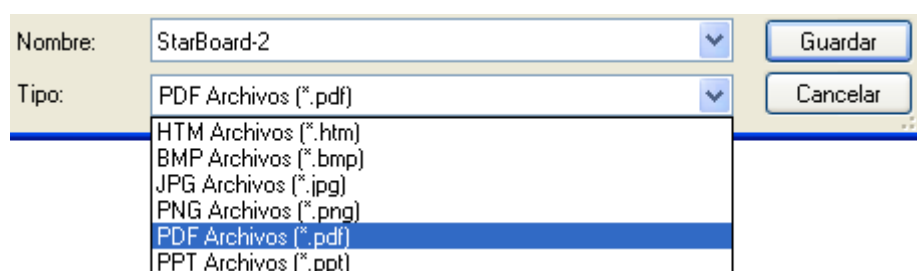 Nombre: StarBoard-2 Guardar
Tipo: PDF Archivos (*.pdf) Cancelar
HTM Archivos (*.htm)
BMP Archivos (*.bmp)
JPG Archivos (*.jpg)
PNG Archivos (*.png)
PDF Archivos (*.pdf)
PPT Archivos (*.ppt)